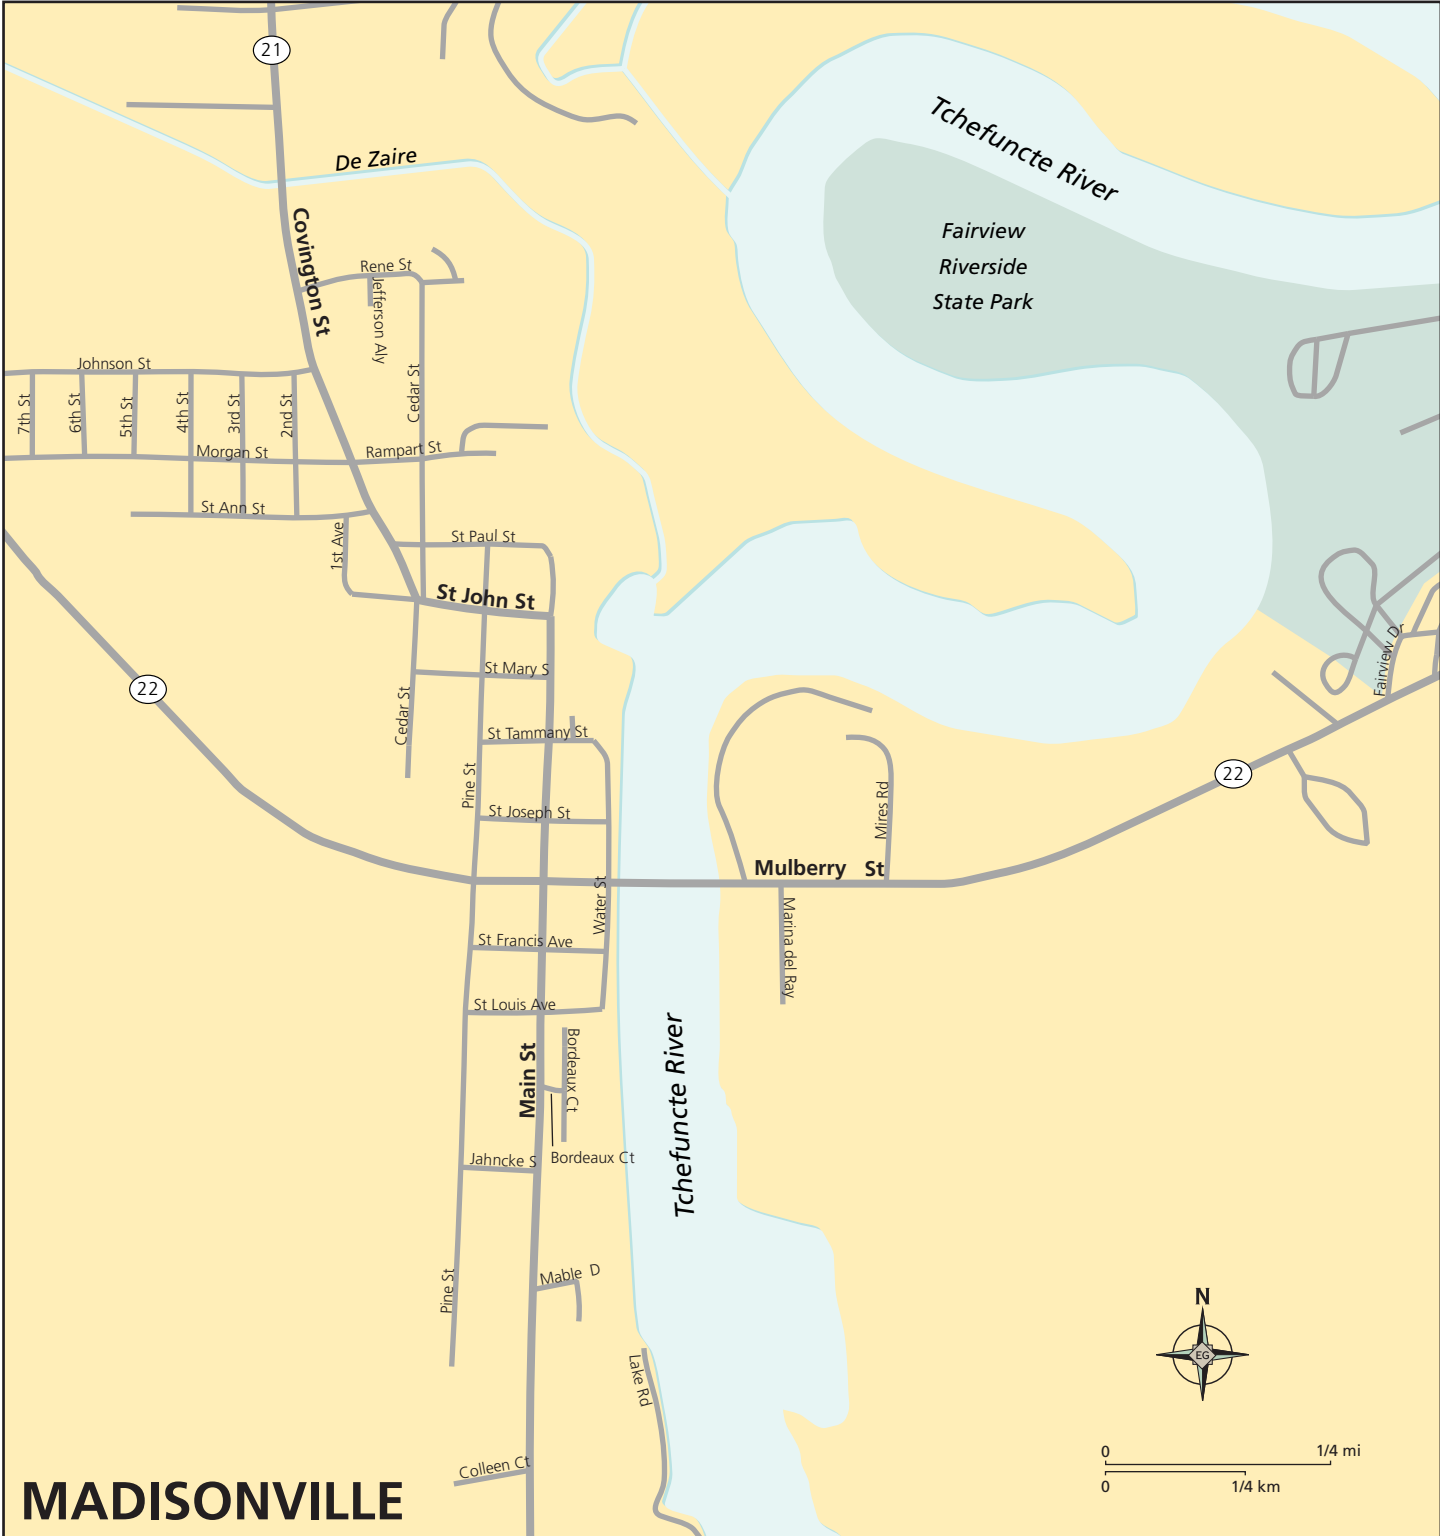 21
De Zaire
Tchefuncte River
Fairview
Riverside
State Park
Covington St
Rene St
Jefferson Aly
Johnson St
Cedar St
7th St
6th St
5th St
4th St
3rd St
2nd St
Morgan St
Rampart St
St Ann St
1st Ave
St Paul St
St John St
22
St Mary S
Cedar St
St Tammany St
Pine St
St Joseph St
Fairview Dr
22
Mires Rd
Mulberry St
Water St
Marina del Ray
St Francis Ave
St Louis Ave
Main St
Bordeaux Ct
Tchefuncte River
Jahncke S
Bordeaux Ct
Pine St
Mable D
Lake Rd
Colleen Ct
N
EG
0 1/4 mi
0 1/4 km
MADISONVILLE